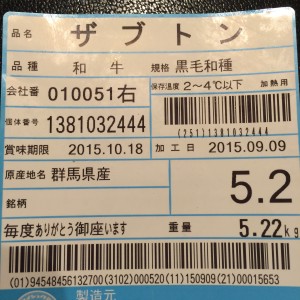 品名 ザブトン
品種 和牛 規格 黒毛和種
会社番 010051右 保存温度 2～4℃以下 加熱用
個体番号 1381032444
(251)1381032444
賞味期限 2015.10.18 加工日 2015.09.09
原産地名 群馬県産
5.2
銘柄
毎度ありがとう御座います 重量 5.22kg
(01)94548456132700(3102)000520(11)150909(21)00015653
製造元